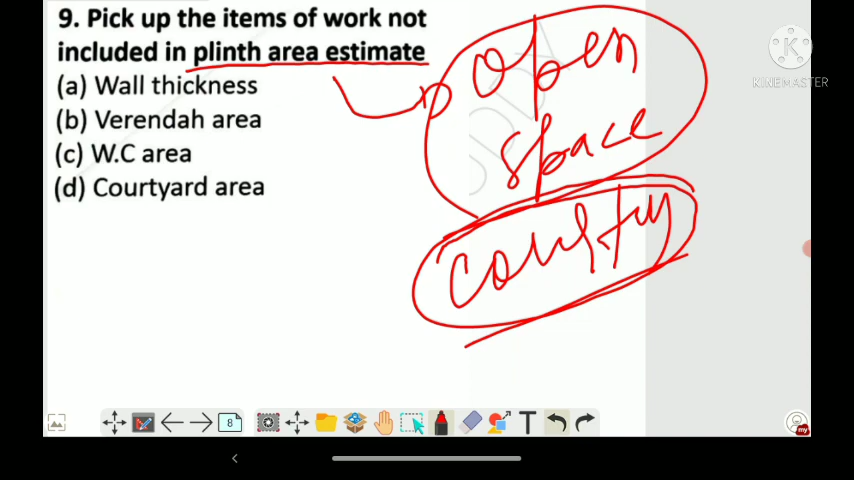 9. Pick up the items of work not
included in plinth area estimate
(a) Wall thickness
(b) Verendah area
(c) W.C area
(d) Courtyard area
open
space
KINEMASTER
8
T
my